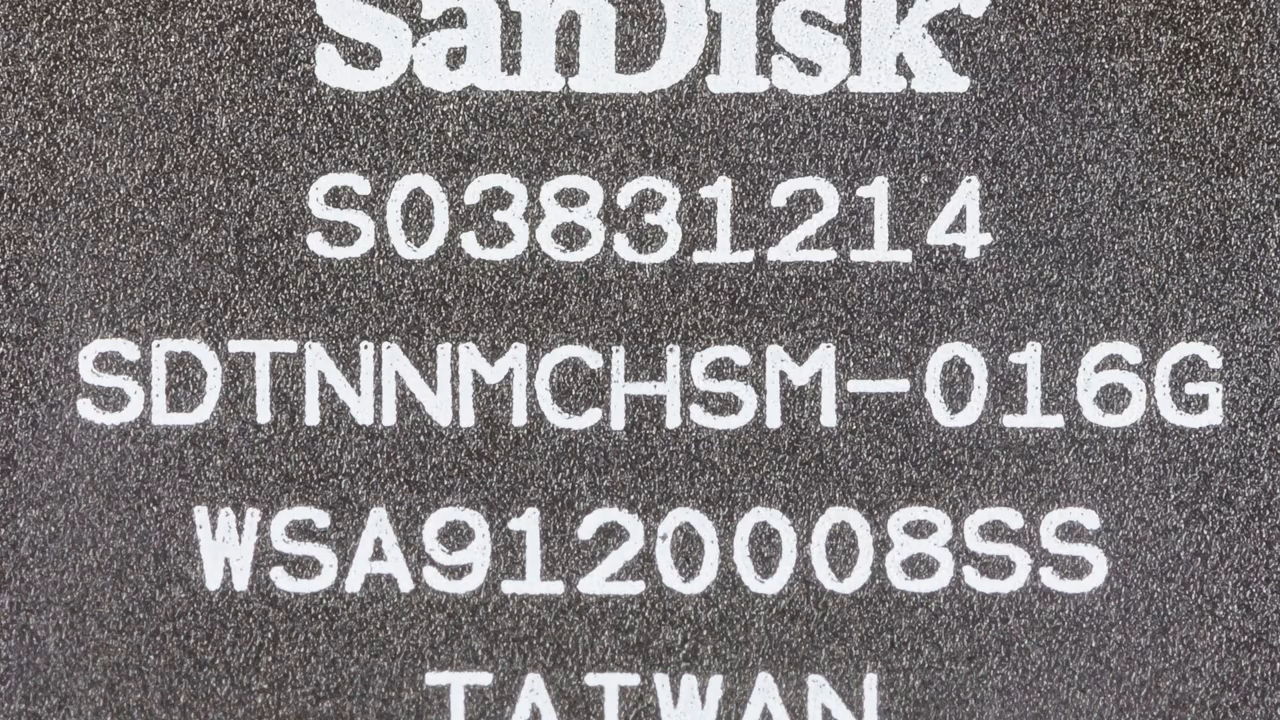 SanDisk
S03831214
SDTNNMCHSM-016G
WSA9120008SS
TAIWAN